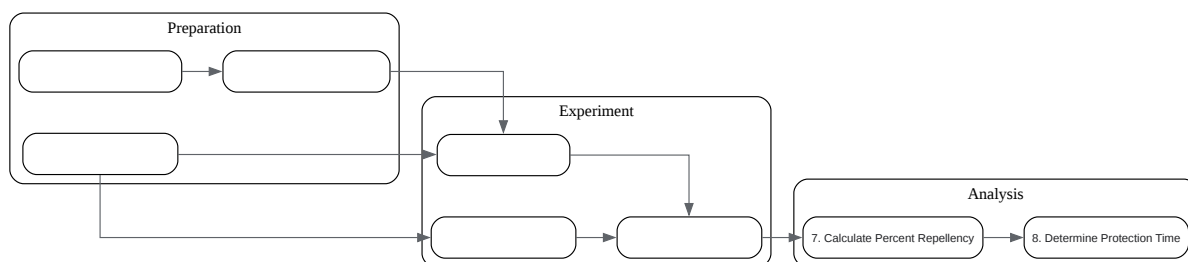 Preparation
Experiment
Analysis
7. Calculate Percent Repellency
8. Determine Protection Time